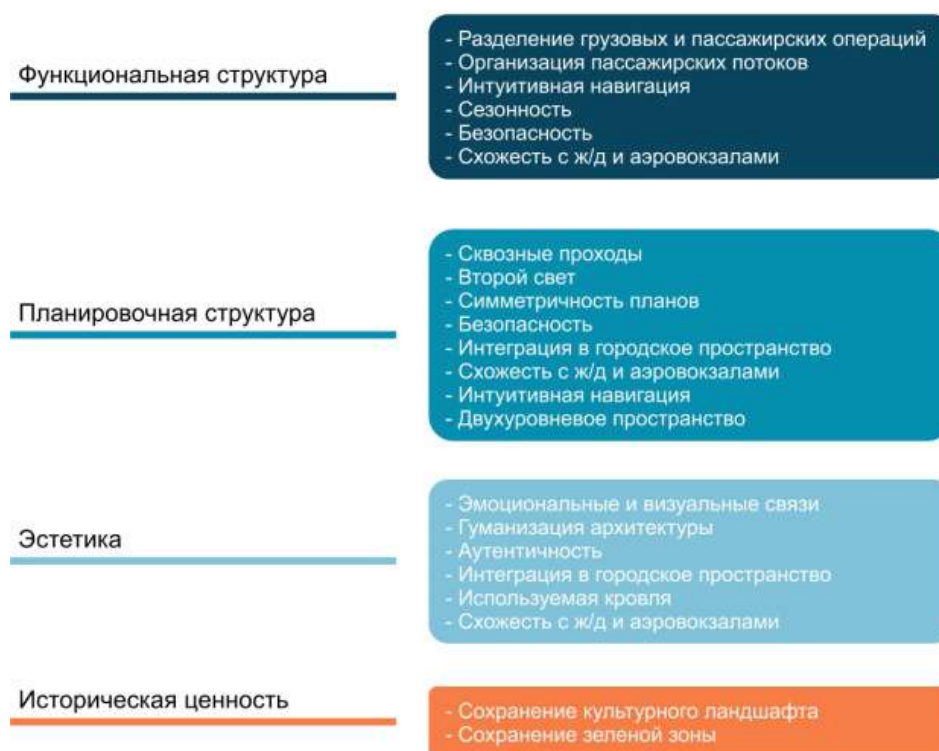 Функциональная структура
- Разделение грузовых и пассажирских операций
- Организация пассажирских потоков
- Интуитивная навигация
- Сезонность
- Безопасность
- Схожесть с ж/д и аэровокзалами
Планировочная структура
- Сквозные проходы
- Второй свет
- Симметричность планов
- Безопасность
- Интеграция в городское пространство
- Схожесть с ж/д и аэровокзалами
- Интуитивная навигация
- Двухуровневое пространство
Эстетика
- Эмоциональные и визуальные связи
- Гуманизация архитектуры
- Аутентичность
- Интеграция в городское пространство
- Используемая кровля
- Схожесть с ж/д и аэровокзалами
Историческая ценность
- Сохранение культурного ландшафта
- Сохранение зеленой зоны